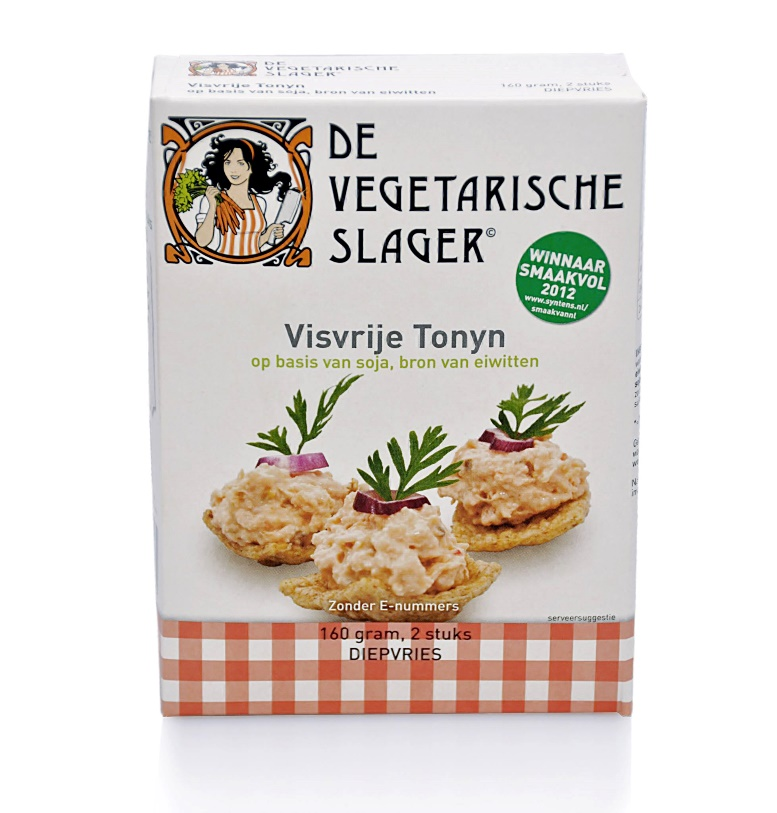 DE
VEGETARISCHE
SLAGER©
Visvrije Tonyn
op basis van soja, bron van eiwitten
160 gram, 2 stuks
DIEPVRIES
DE
VEGETARISCHE
SLAGER©
WINNAAR
SMAAKVOL
2012
www.syntens.nl/
smaakvannt
Visvrije Tonyn
op basis van soja, bron van eiwitten
Zonder E-nummers
serveersuggestie
160 gram, 2 stuks
DIEPVRIES